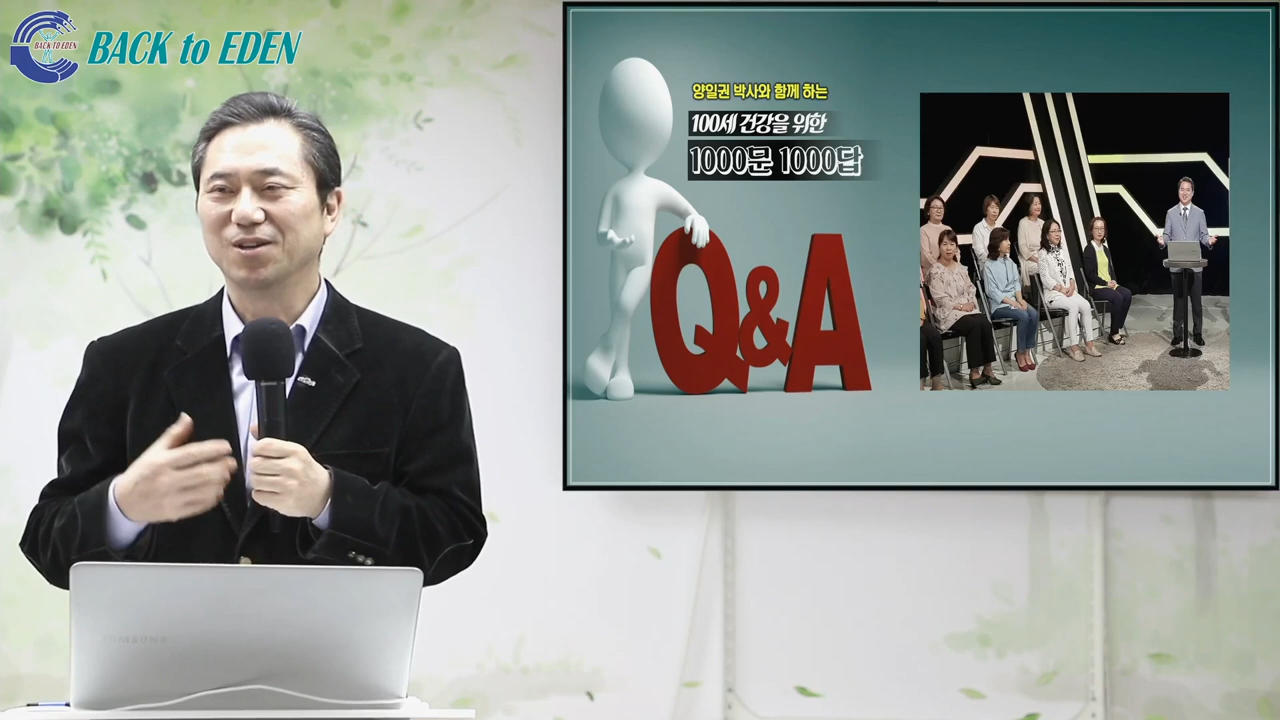 BACK TO EDEN
BACK to EDEN
양일권 박사와 함께 하는
100세 건강을 위한
1000문 1000답
Q&A
SAMSUNG